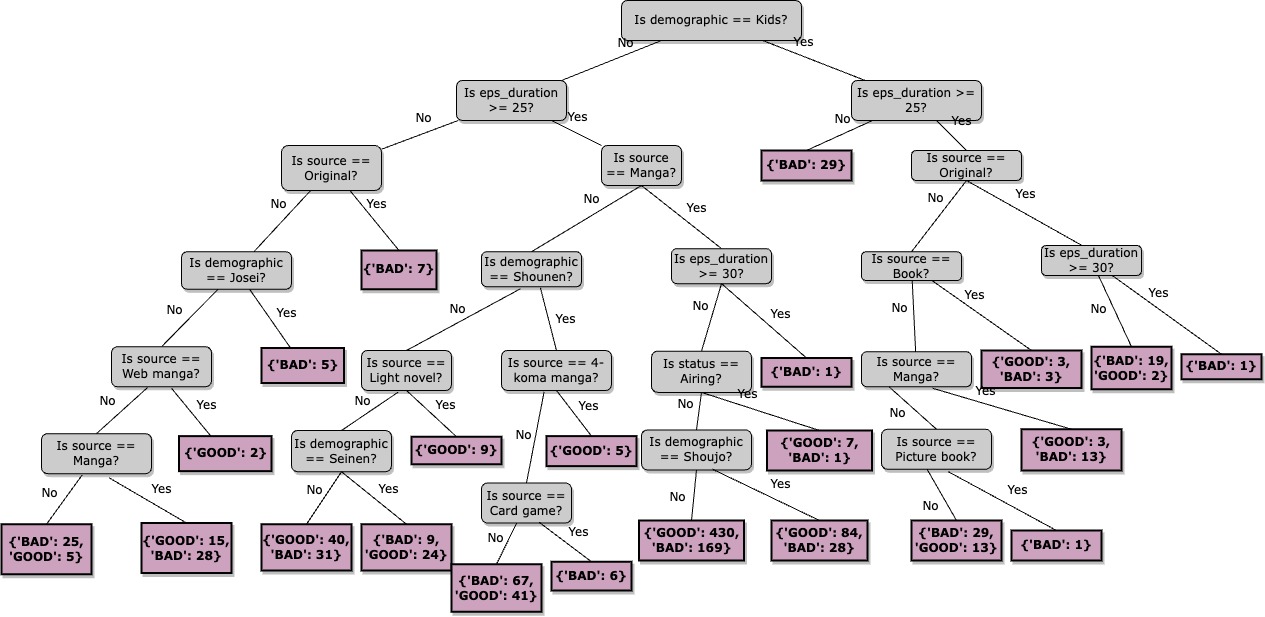 Is demographic == Kids?
No
Yes
Is eps_duration
>= 25?
Is eps_duration >=
25?
No
Yes
No
Yes
Is source ==
Original?
Is source
== Manga?
{'BAD': 29}
Is source ==
Original?
No
Yes
No
Yes
No
Yes
Is demographic
== Josei?
{'BAD': 7}
Is demographic
== Shounen?
Is eps_duration
>= 30?
Is source ==
Book?
Is eps_duration
>= 30?
No
Yes
No
Yes
No
Yes
No
Yes
No
Yes
Is source ==
Web manga?
{'BAD': 5}
Is source ==
Light novel?
Is source == 4-
koma manga?
Is status ==
Airing?
{'BAD': 1}
Is source ==
Manga?
{'GOOD': 3,
'BAD': 3}
{'BAD': 19,
'GOOD': 2}
{'BAD': 1}
No
Yes
No
Yes
No
Yes
No
Yes
No
Yes
Is source ==
Manga?
{'GOOD': 2}
Is demographic
== Seinen?
{'GOOD': 9}
{'GOOD': 5}
Is demographic
== Shoujo?
{'GOOD': 7,
'BAD': 1}
Is source ==
Picture book?
{'GOOD': 3,
'BAD': 13}
No
Yes
No
Yes
Is source ==
Card game?
No
Yes
No
Yes
No
Yes
{'BAD': 25,
'GOOD': 5}
{'GOOD': 15,
'BAD': 28}
{'GOOD': 40,
'BAD': 31}
{'BAD': 9,
'GOOD': 24}
{'BAD': 67,
'GOOD': 41}
{'BAD': 6}
{'GOOD': 430,
'BAD': 169}
{'GOOD': 84,
'BAD': 28}
{'BAD': 29,
'GOOD': 13}
{'BAD': 1}